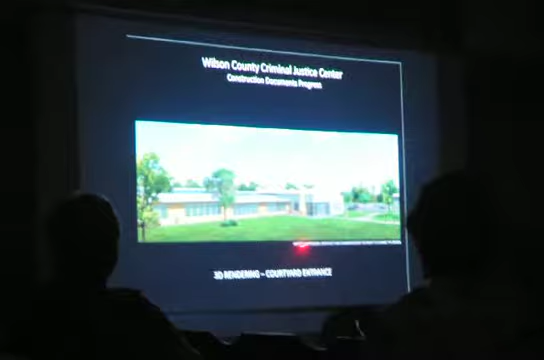 Wilson County Criminal Justice Center
Construction Documents Progress
3D RENDERING – COURTYARD ENTRANCE